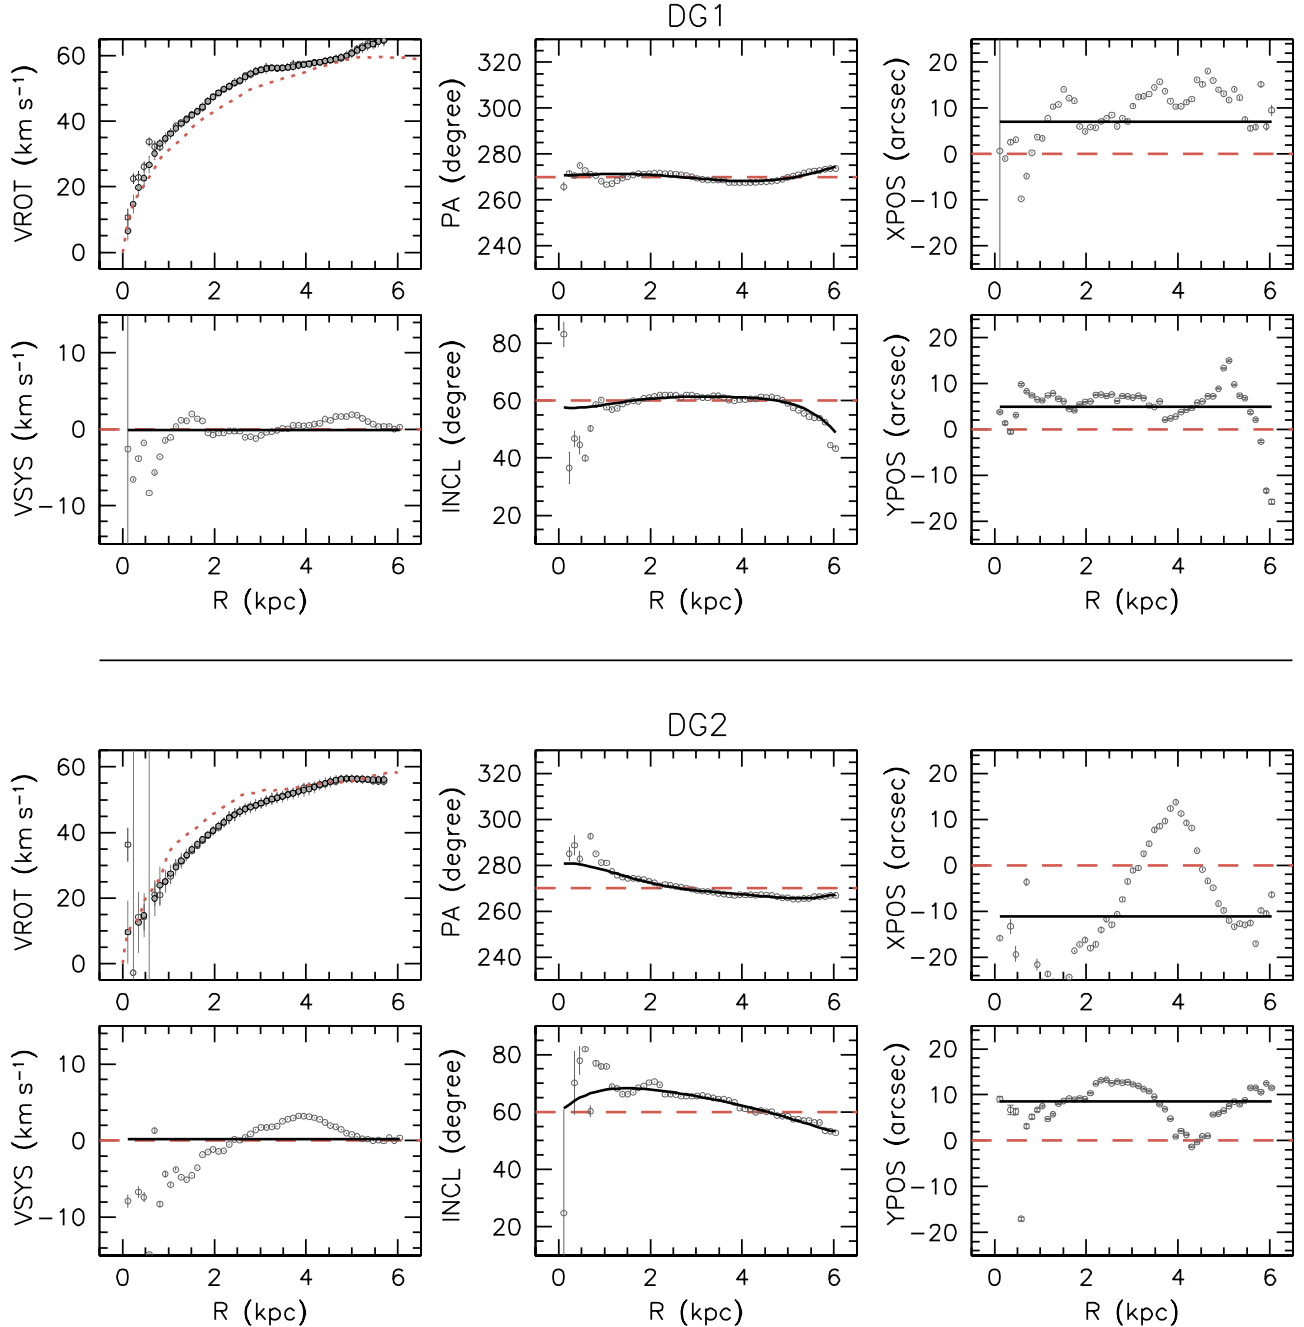 DG1
VROT (km s⁻¹)
60
40
20
0
0 2 4 6
PA (degree)
320
300
280
260
240
0 2 4 6
XPOS (arcsec)
20
10
0
−10
−20
0 2 4 6
VSYS (km s⁻¹)
10
0
−10
0 2 4 6
R (kpc)
INCL (degree)
80
60
40
20
0 2 4 6
R (kpc)
YPOS (arcsec)
20
10
0
−10
−20
0 2 4 6
R (kpc)
DG2
VROT (km s⁻¹)
60
40
20
0
0 2 4 6
PA (degree)
320
300
280
260
240
0 2 4 6
XPOS (arcsec)
20
10
0
−10
−20
0 2 4 6
VSYS (km s⁻¹)
10
0
−10
0 2 4 6
R (kpc)
INCL (degree)
80
60
40
20
0 2 4 6
R (kpc)
YPOS (arcsec)
20
10
0
−10
−20
0 2 4 6
R (kpc)